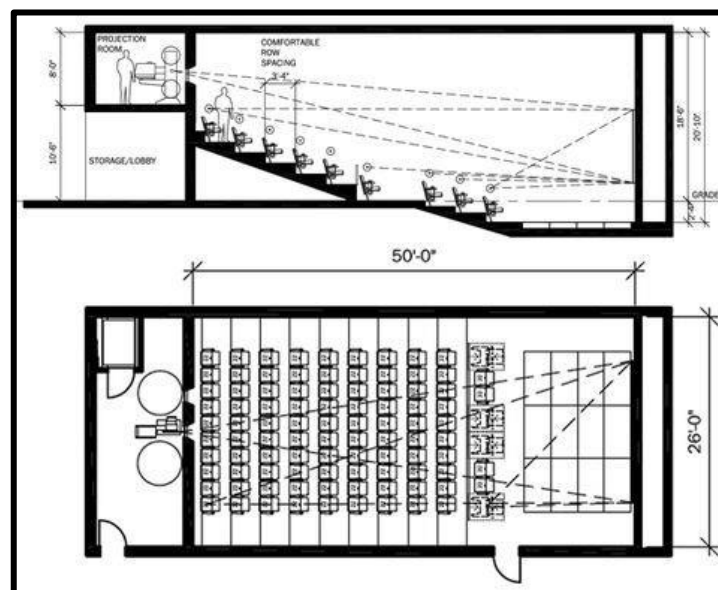 PROJECTION
ROOM
COMFORTABLE
ROW
SPACING
3'-4"
8'-0"
10'-6"
STORAGE/LOBBY
18'-6"
20'-10"
GRADE
2'-4"
50'-0"
26'-0"